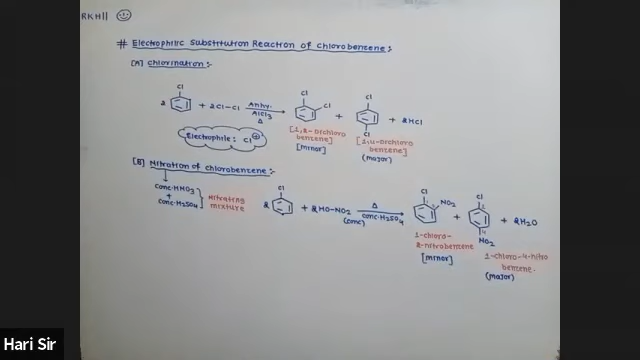 RKH11
# Electrophilic Substitution Reaction of chlorobenzene:-
[A] Chlorination:-
Cl
2 + 2Cl-Cl Anhy. AlCl3 Δ Cl Cl + Cl Cl + 2HCl
Electrophile: Cl⊕
[1,2-Dichloro benzene] [minor]
[1,4-Dichloro benzene] (major)
[B] Nitration of chlorobenzene:-
conc·HNO3 + conc·H2SO4 } nitrating mixture
Cl
2 + 2HO-NO2 (conc) Δ conc·H2SO4 Cl NO2 + Cl 1 4 NO2 + 2H2O
1-chloro-2-nitrobenzene [minor]
1-chloro-4-nitro benzene. (major)
Hari Sir